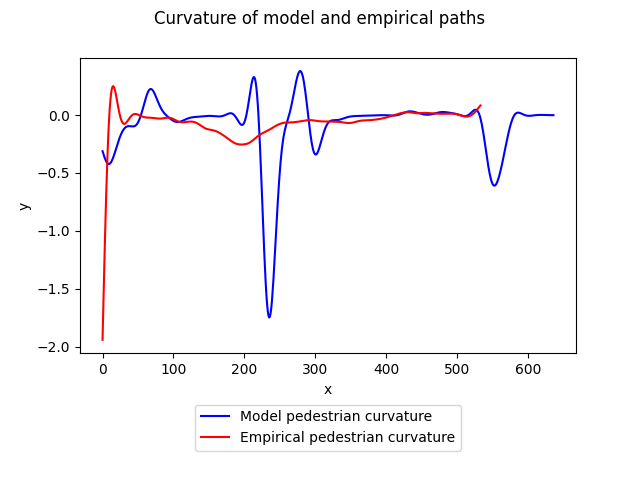 Curvature of model and empirical paths
0.0
−0.5
−1.0
−1.5
−2.0
y
0 100 200 300 400 500 600
x
Model pedestrian curvature
Empirical pedestrian curvature